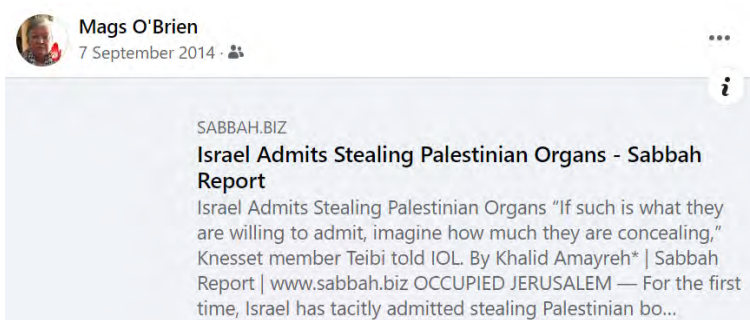 Mags O'Brien
7 September 2014 ·
SABBAH.BIZ
Israel Admits Stealing Palestinian Organs - Sabbah
Report
Israel Admits Stealing Palestinian Organs “If such is what they
are willing to admit, imagine how much they are concealing,”
Knesset member Teibi told IOL. By Khalid Amayreh* | Sabbah
Report | www.sabbah.biz OCCUPIED JERUSALEM — For the first
time, Israel has tacitly admitted stealing Palestinian bo...